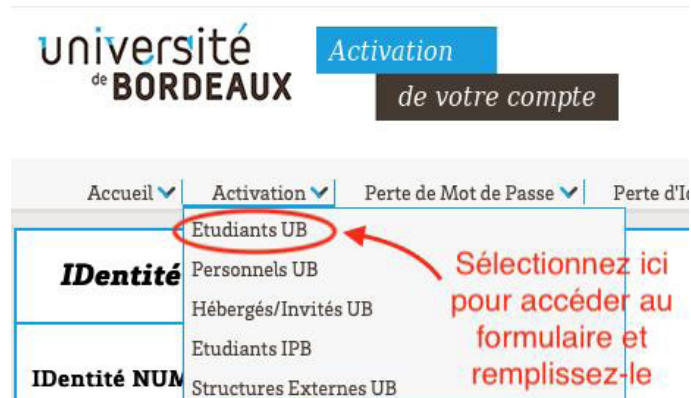 université
de BORDEAUX
Activation
de votre compte
Accueil Activation Perte de Mot de Passe Perte d'Id
Etudiants UB
IDentité
Personnels UB
Hébergés/Invités UB
Etudiants IPB
IDentité NUM
Structures Externes UB
Sélectionnez ici
pour accéder au
formulaire et
remplissez-le